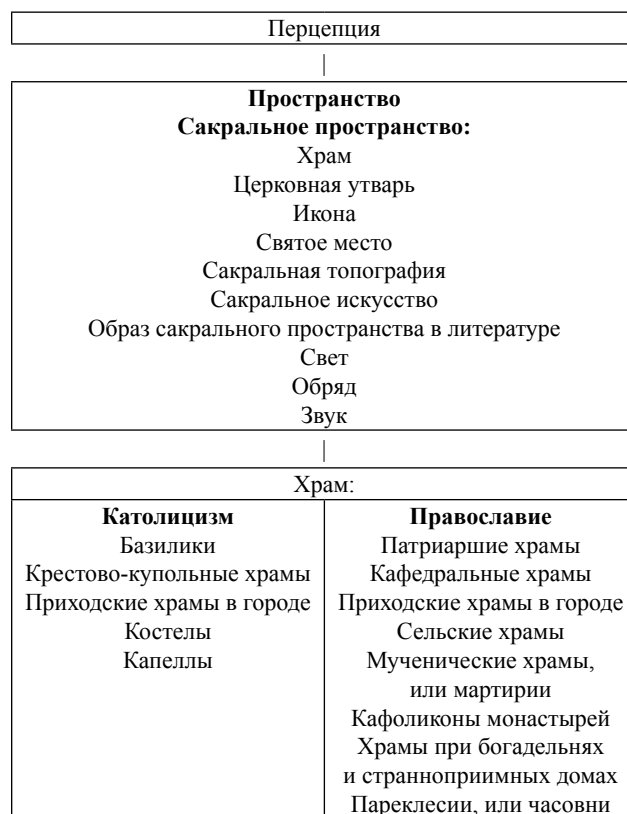 Перцепция
Пространство
Сакральное пространство:
Храм
Церковная утварь
Икона
Святое место
Сакральная топография
Сакральное искусство
Образ сакрального пространства в литературе
Свет
Обряд
Звук
Храм:
Католицизм
Базилики
Крестово-купольные храмы
Приходские храмы в городе
Костелы
Капеллы
Православие
Патриаршие храмы
Кафедральные храмы
Приходские храмы в городе
Сельские храмы
Мученические храмы,
или мартирии
Кафоликоны монастырей
Храмы при богадельнях
и странноприимных домах
Пареклесии, или часовни